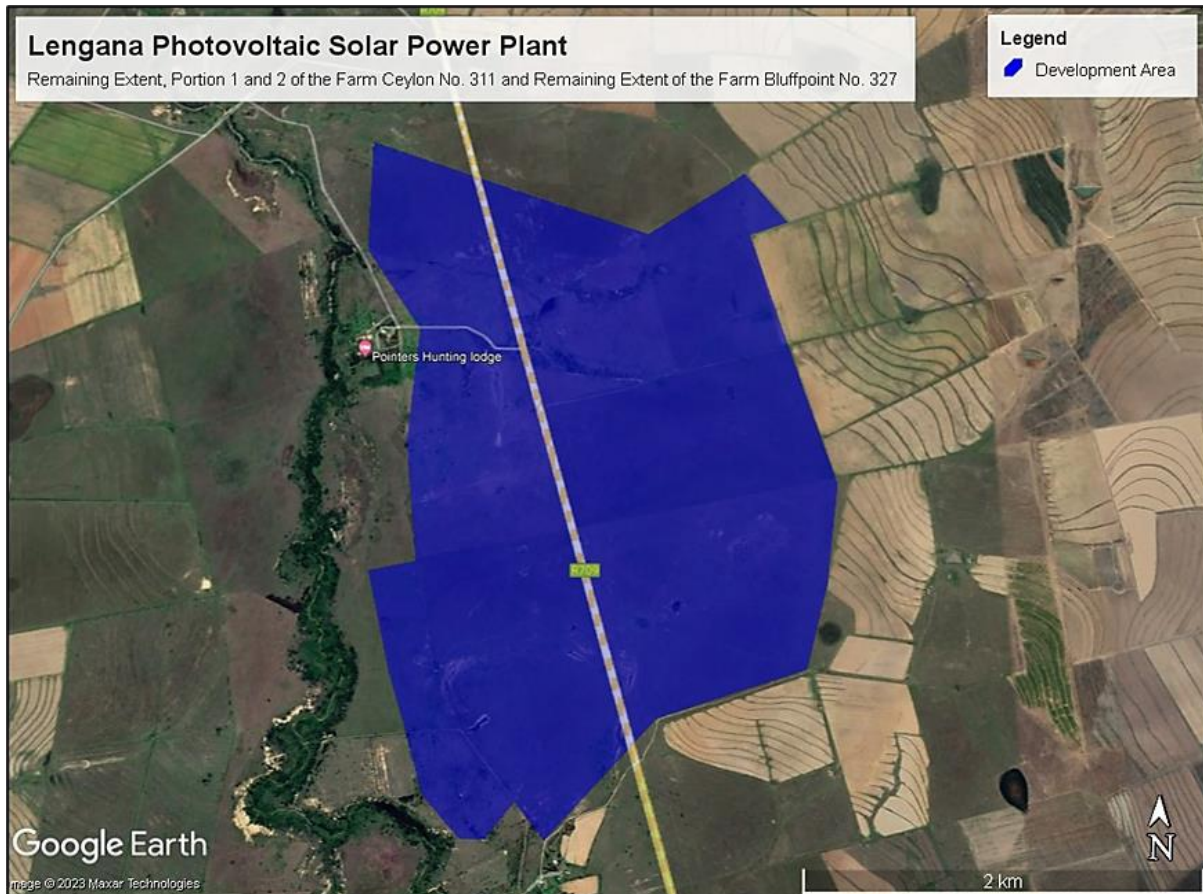 Lengana Photovoltaic Solar Power Plant
Remaining Extent, Portion 1 and 2 of the Farm Ceylon No. 311 and Remaining Extent of the Farm Bluffpoint No. 327
Legend
Development Area
Pointers Hunting lodge
R709
Google Earth
mage © 2023 Maxar Technologies
N
2 km